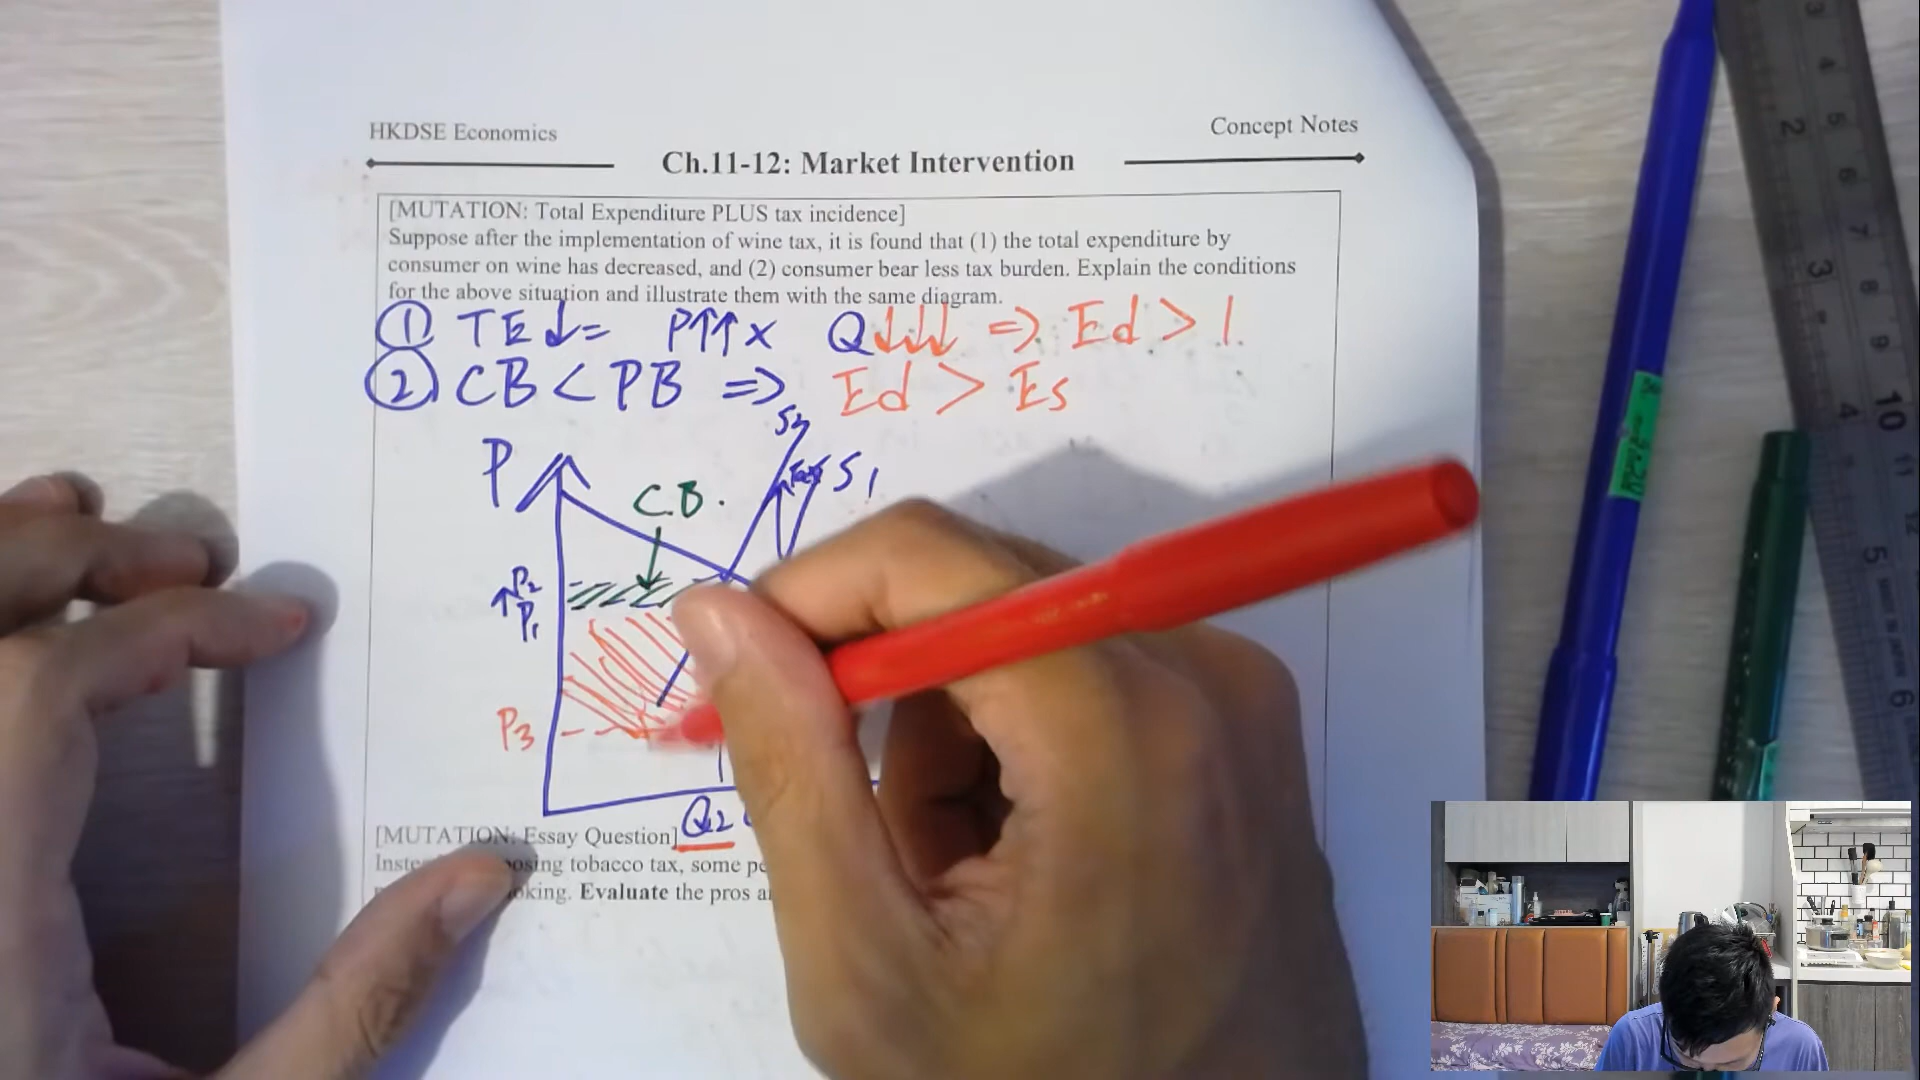 HKDSE Economics
Concept Notes
Ch.11-12: Market Intervention
[MUTATION: Total Expenditure PLUS tax incidence]
Suppose after the implementation of wine tax, it is found that (1) the total expenditure by
consumer on wine has decreased, and (2) consumer bear less tax burden. Explain the conditions
for the above situation and illustrate them with the same diagram.
① TE↓= P↑↑× Q↓↓↓ => Ed > 1
② CB < PB => Ed > Es
S2
P
C.B.
tax
S1
↑P2
P1
P3
Q2
[MUTATION: Essay Question]
tobacco tax, some
Evaluate the pros